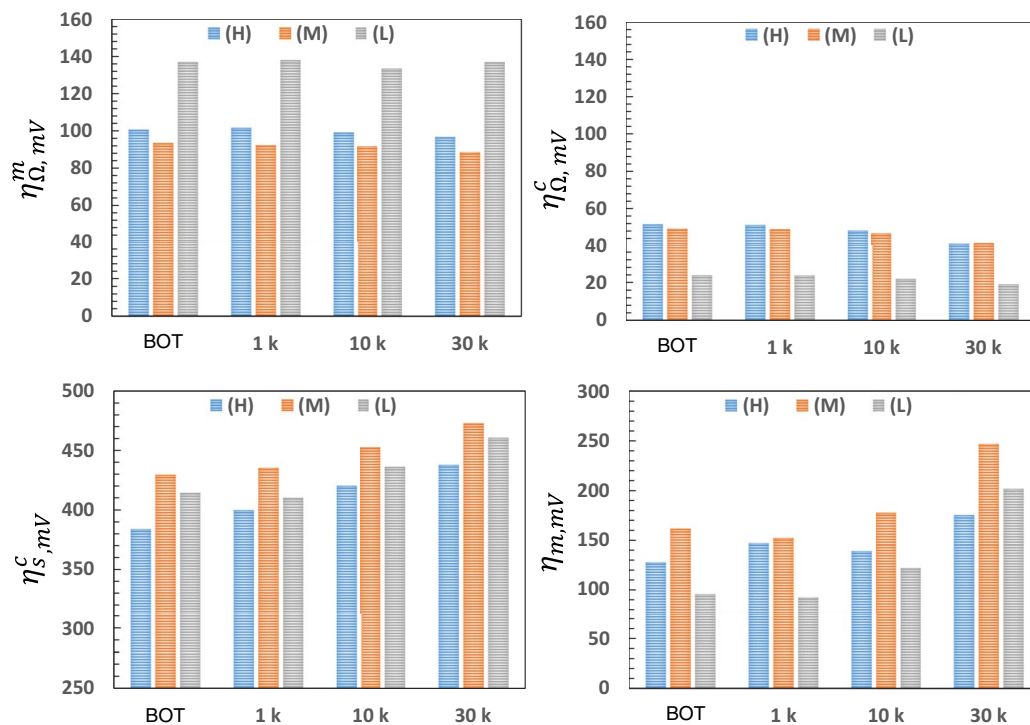 160
140
120
100
80
60
40
20
0
(H) (M) (L)
η^m_Ω, mV
BOT 1 k 10 k 30 k
160
140
120
100
80
60
40
20
0
(H) (M) (L)
η^c_Ω, mV
BOT 1 k 10 k 30 k
500
450
400
350
300
250
(H) (M) (L)
η^c_s, mV
BOT 1 k 10 k 30 k
300
250
200
150
100
50
0
(H) (M) (L)
η_m, mV
BOT 1 k 10 k 30 k